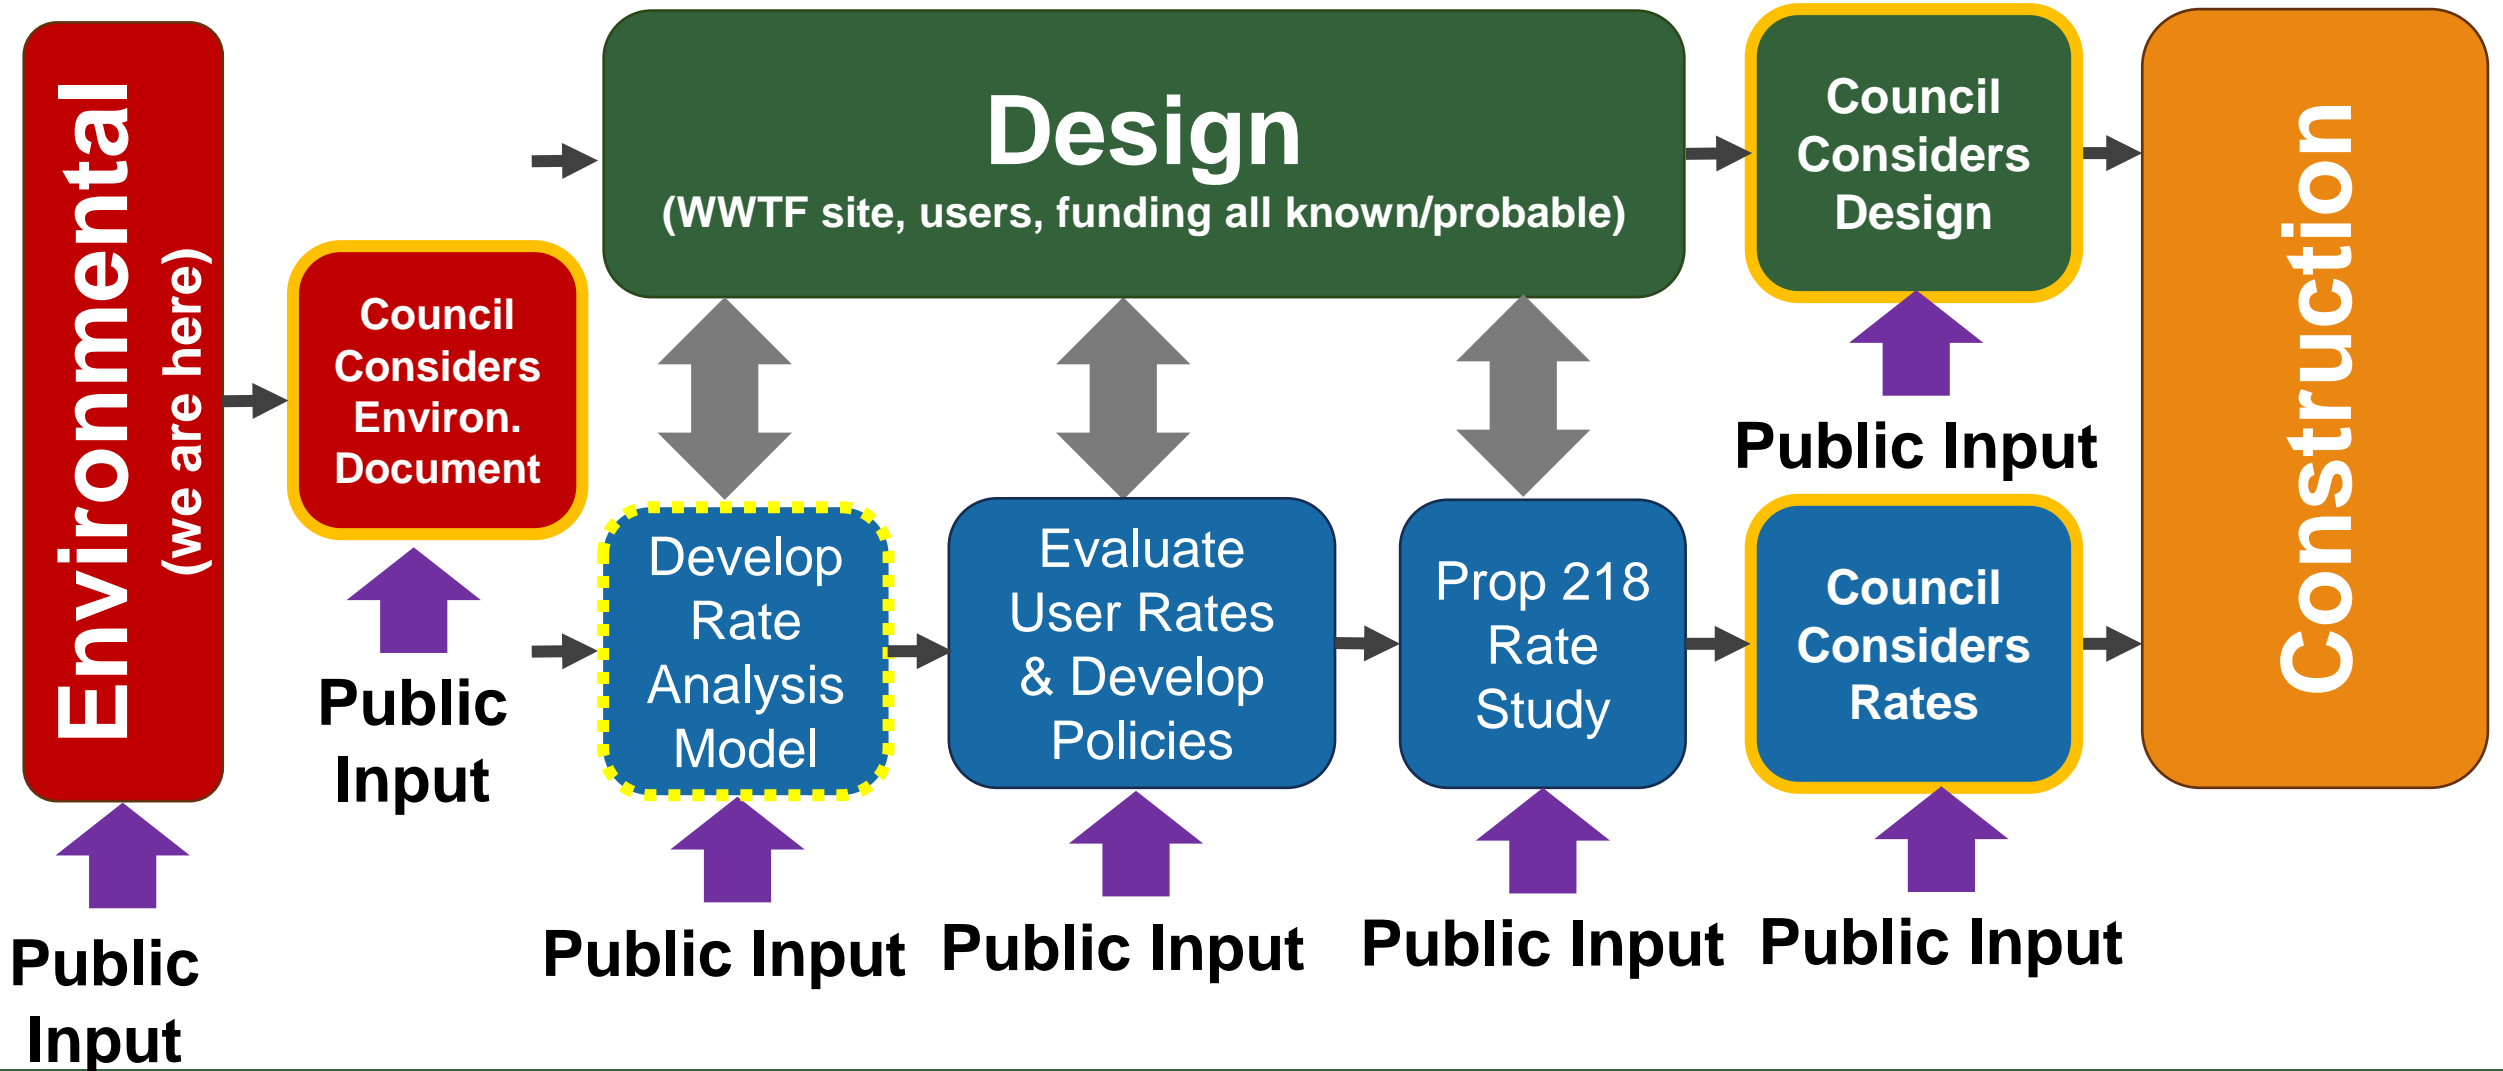 Environmental
(we are here)
Public
Input
Council
Considers
Environ.
Document
Public
Input
Design
(WWTF site, users, funding all known/probable)
Council
Considers
Design
Public Input
Develop
Rate
Analysis
Model
Public Input
Evaluate
User Rates
& Develop
Policies
Public Input
Prop 218
Rate
Study
Public Input
Council
Considers
Rates
Public Input
Construction